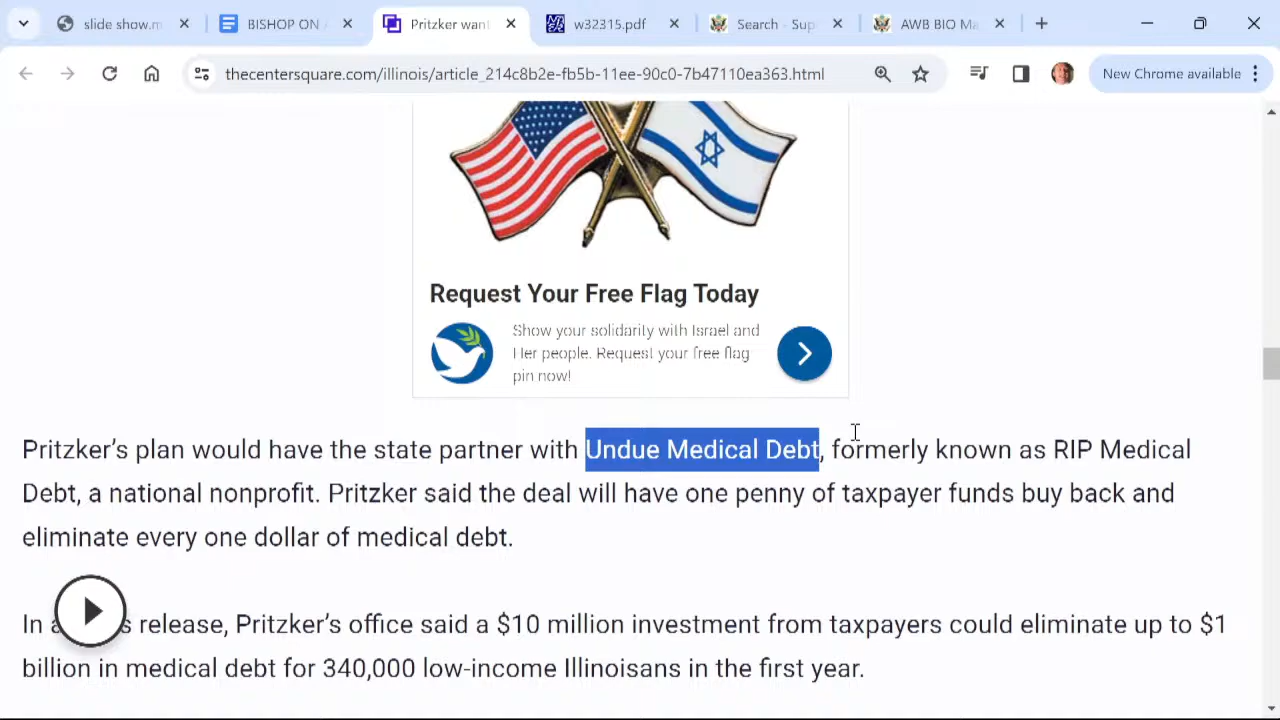 slide show.m
BISHOP ON
Pritzker want
w32315.pdf
Search - Sup
AWB BIO Ma
thecentersquare.com/illinois/article_214c8b2e-fb5b-11ee-90c0-7b47110ea363.html
New Chrome available
Request Your Free Flag Today
Show your solidarity with Israel and
Her people. Request your free flag
pin now!
Pritzker’s plan would have the state partner with Undue Medical Debt, formerly known as RIP Medical
Debt, a national nonprofit. Pritzker said the deal will have one penny of taxpayer funds buy back and
eliminate every one dollar of medical debt.
In a release, Pritzker’s office said a $10 million investment from taxpayers could eliminate up to $1
billion in medical debt for 340,000 low-income Illinoisans in the first year.